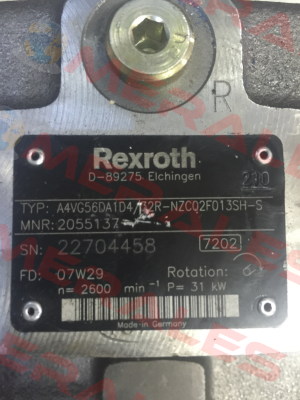 R
Rexroth
D-89275 Elchingen
TYP: A4VG56DA1D4/32R-NZC02F013SH-S
MNR: 2055137
SN: 22704458 7202
FD: 07W29 Rotation:
n= 2600 min⁻¹ P= 31 kW
Made in Germany